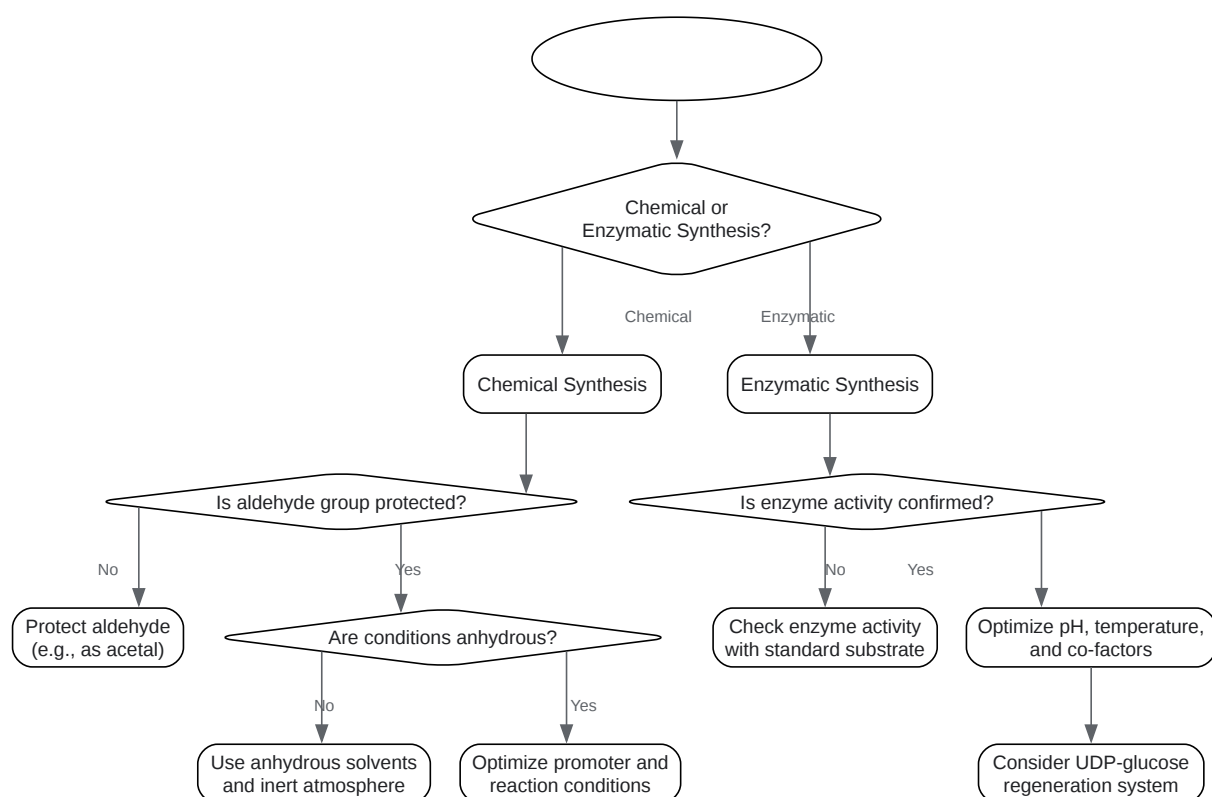 Chemical or
Enzymatic Synthesis?
Chemical
Enzymatic
Chemical Synthesis
Enzymatic Synthesis
Is aldehyde group protected?
Is enzyme activity confirmed?
No
Yes
No
Yes
Protect aldehyde
(e.g., as acetal)
Are conditions anhydrous?
Check enzyme activity
with standard substrate
Optimize pH, temperature,
and co-factors
No
Yes
Use anhydrous solvents
and inert atmosphere
Optimize promoter and
reaction conditions
Consider UDP-glucose
regeneration system